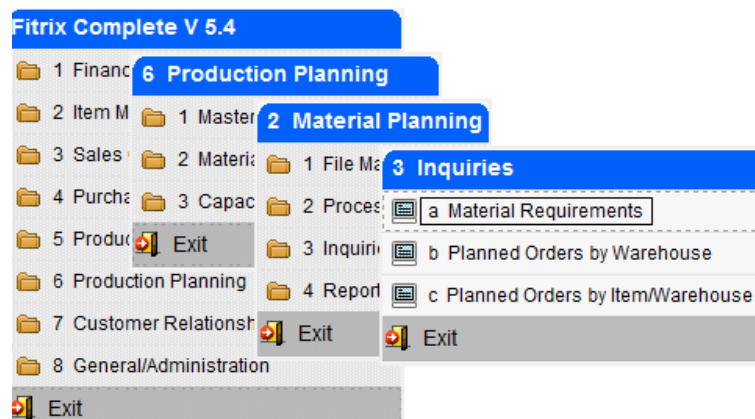 Fitrix Complete V 5.4
1 Financ
2 Item M
3 Sales
4 Purcha
5 Produc
6 Production Planning
7 Customer Relationsh
8 General/Administration
Exit
6 Production Planning
1 Master
2 Materia
3 Capac
Exit
2 Material Planning
1 File Ma
2 Proces
3 Inquirie
4 Report
Exit
3 Inquiries
a Material Requirements
b Planned Orders by Warehouse
c Planned Orders by Item/Warehouse
Exit